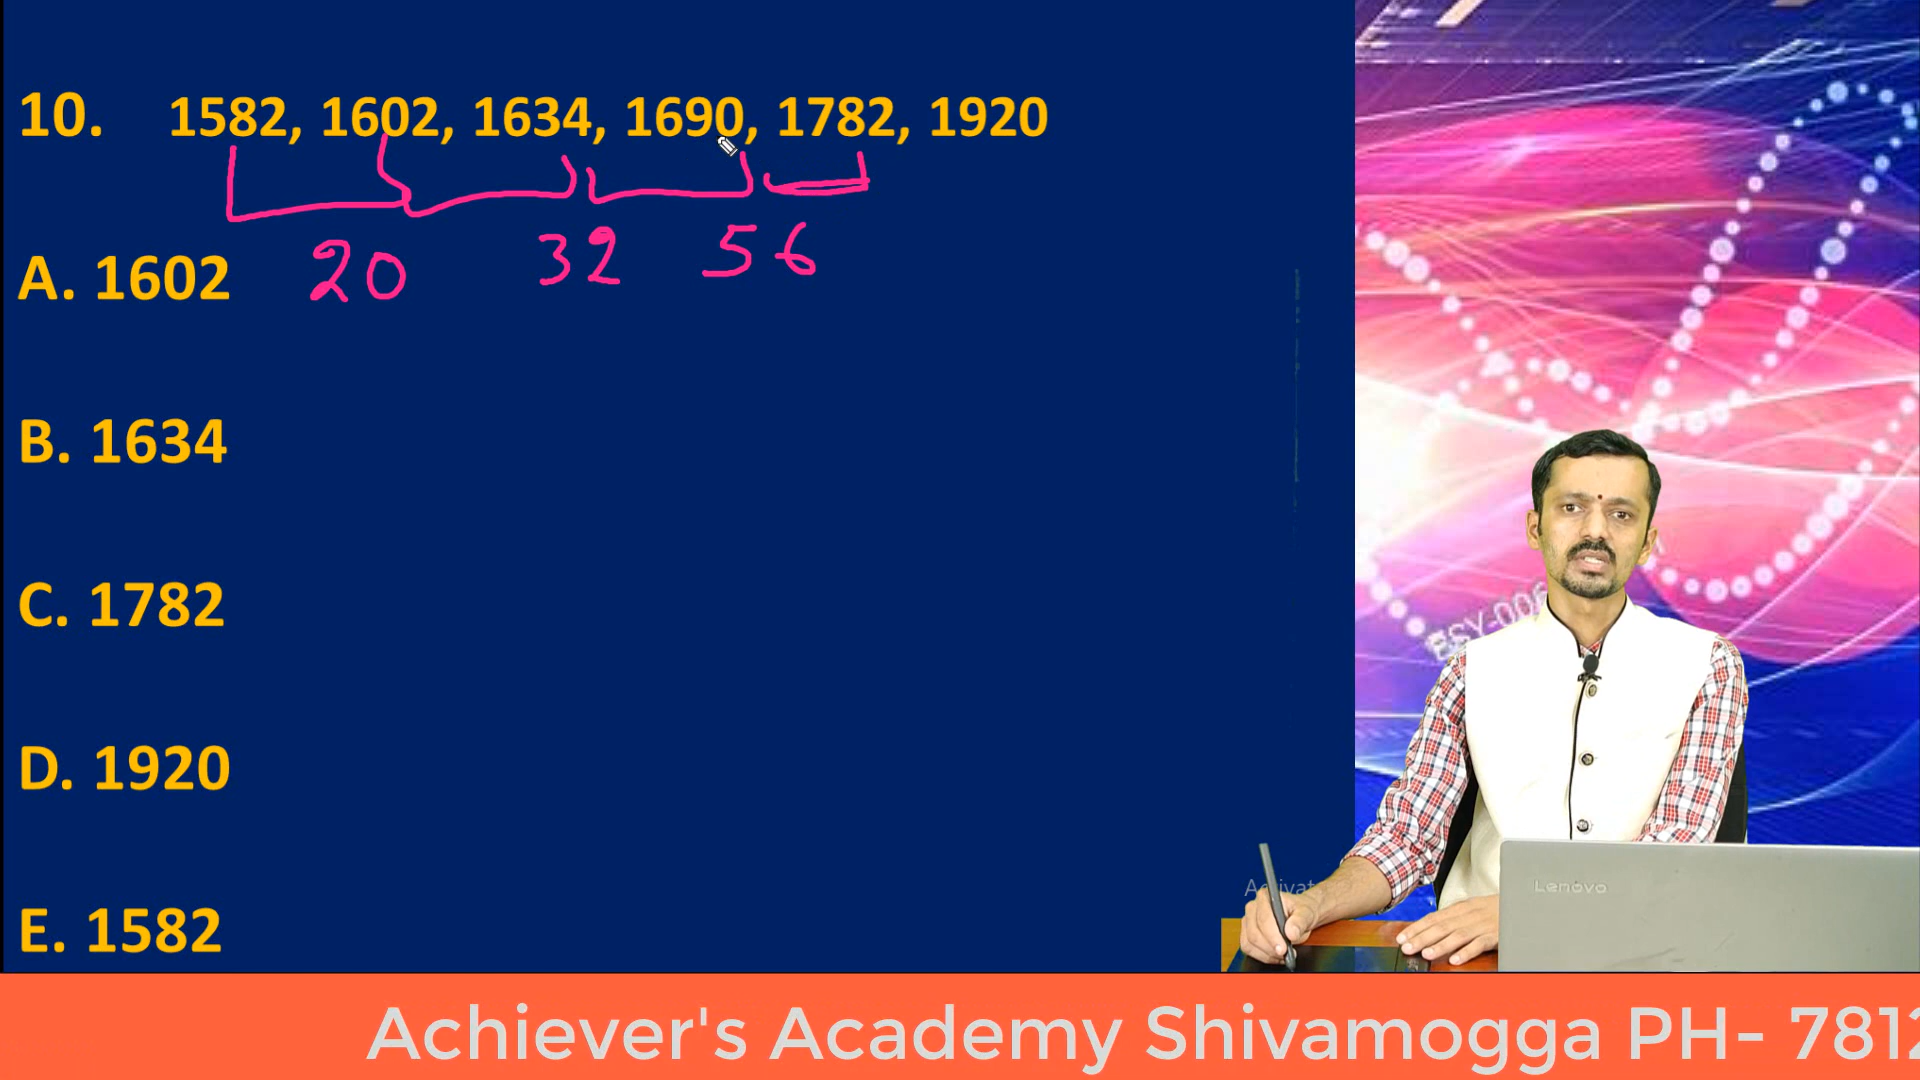 10. 1582, 1602, 1634, 1690, 1782, 1920
20 32 56
A. 1602
B. 1634
C. 1782
D. 1920
E. 1582
Lenovo
Achiever's Academy Shivamogga PH- 7812